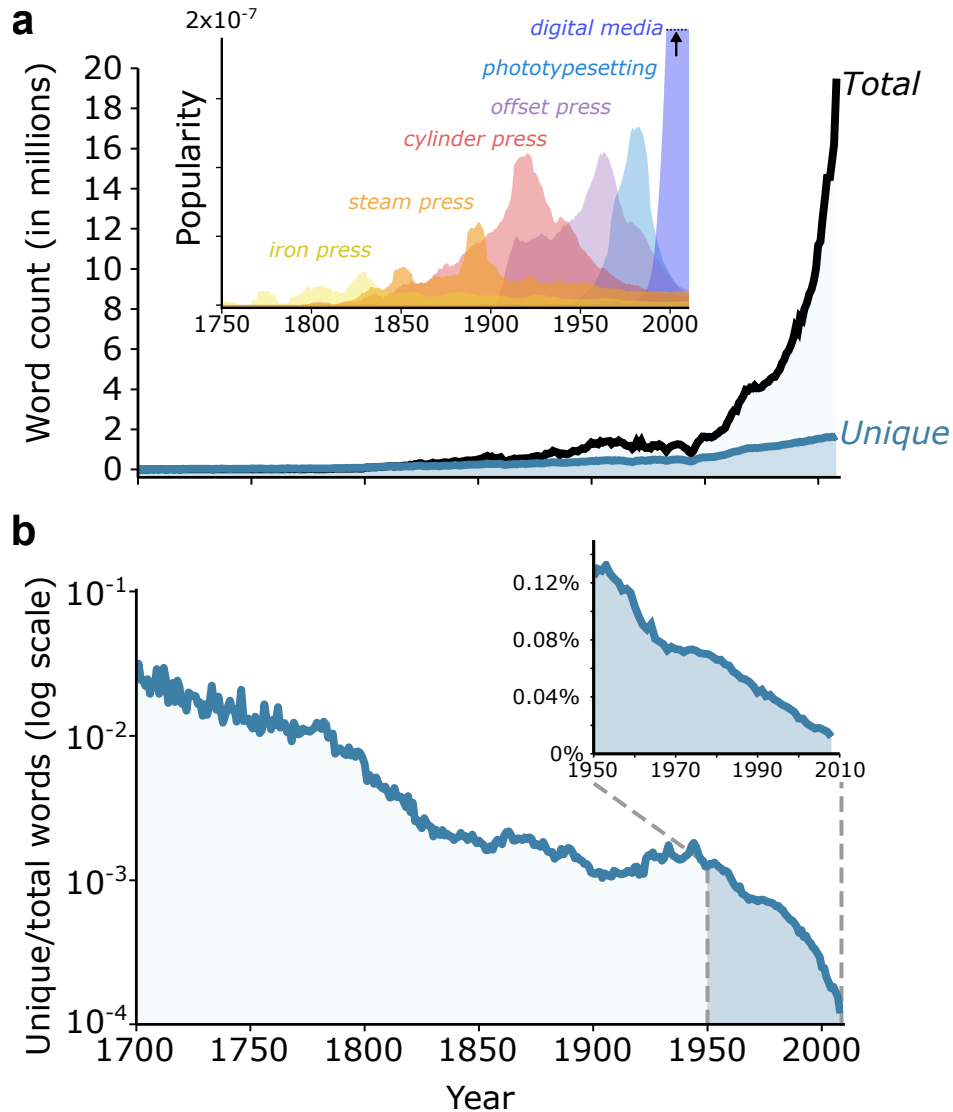 a
2x10-7
digital media
phototypesetting
offset press
cylinder press
steam press
iron press
Popularity
1750 1800 1850 1900 1950 2000
Word count (in millions)
20
18
16
14
12
10
8
6
4
2
0
Total
Unique
b
Unique/total words (log scale)
10-1
10-2
10-3
10-4
0.12%
0.08%
0.04%
0%
1950 1970 1990 2010
1700 1750 1800 1850 1900 1950 2000
Year